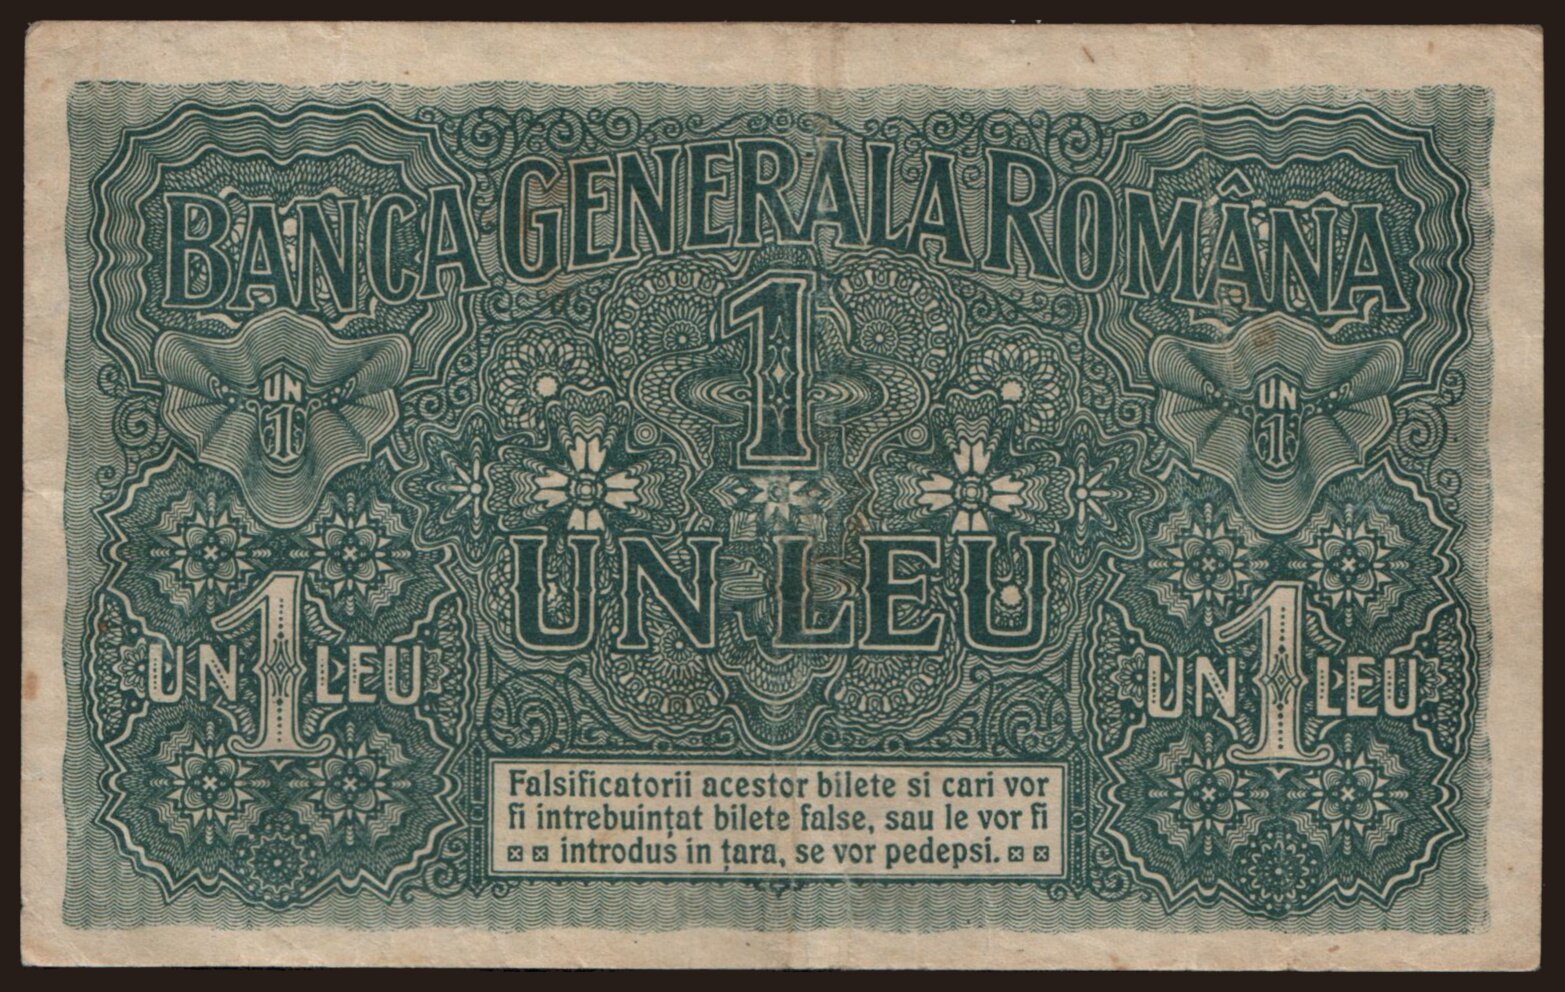 BANCA GENERALA ROMÂNA
1
UN
1
UN
1
UN LEU
UN 1 LEU
UN 1 LEU
Falsificatorii acestor bilete si cari vor
fi intrebuințat bilete false, sau le vor fi
introdus in țara, se vor pedepsi.